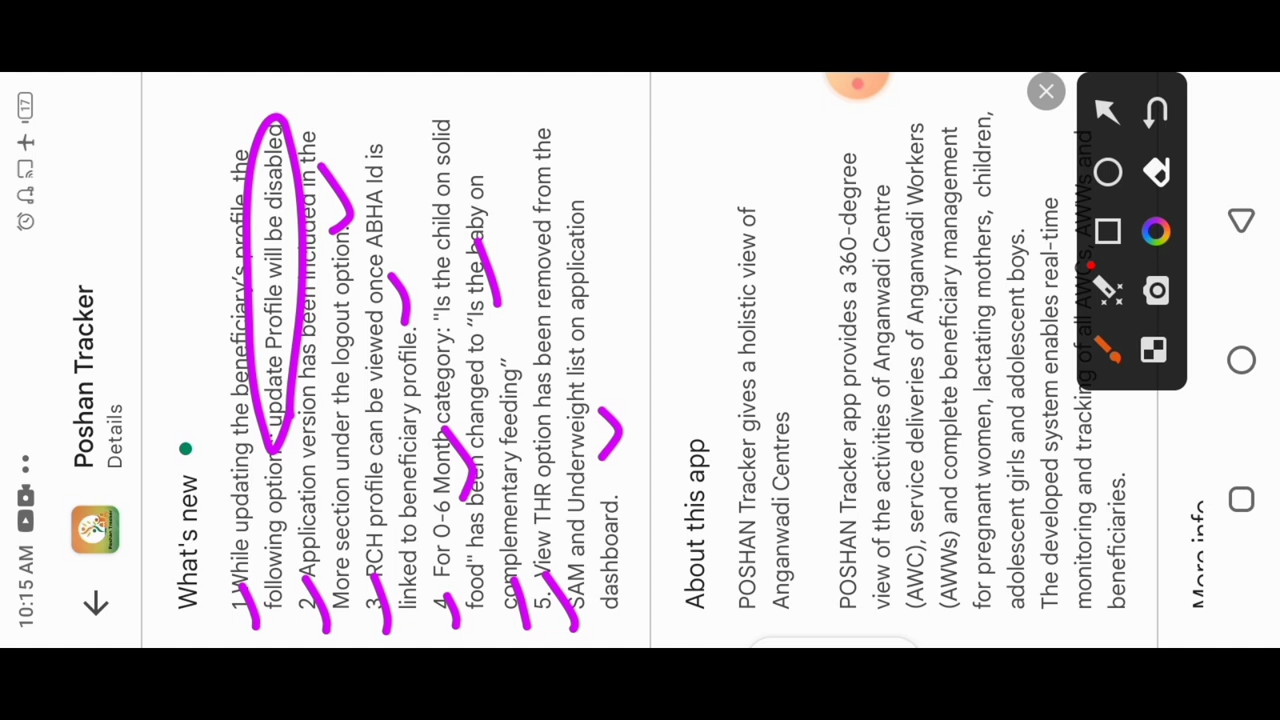 10:15 AM
17
Poshan Tracker
Details
What's new
1.While updating the beneficiary's profile, the
following option: update Profile will be disabled
2. Application version has been included in the
More section under the logout option.
3. RCH profile can be viewed once ABHA Id is
linked to beneficiary profile.
4. For 0-6 Month category: "Is the child on solid
food" has been changed to “Is the baby on
complementary feeding”
5. View THR option has been removed from the
SAM and Underweight list on application
dashboard.
About this app
POSHAN Tracker gives a holistic view of
Anganwadi Centres
POSHAN Tracker app provides a 360-degree
view of the activities of Anganwadi Centre
(AWC), service deliveries of Anganwadi Workers
(AWWs) and complete beneficiary management
for pregnant women, lactating mothers, children,
adolescent girls and adolescent boys.
The developed system enables real-time
monitoring and tracking of all AWCs, AWWs and
beneficiaries.
More info